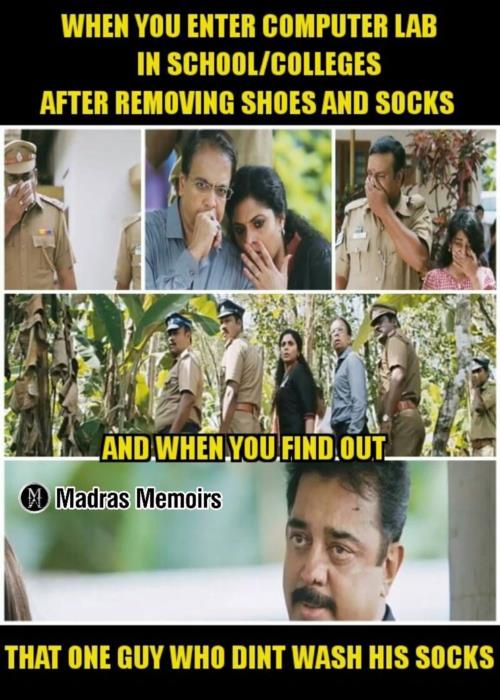 WHEN YOU ENTER COMPUTER LAB
IN SCHOOL/COLLEGES
AFTER REMOVING SHOES AND SOCKS
AND WHEN YOU FIND OUT
Madras Memoirs
THAT ONE GUY WHO DINT WASH HIS SOCKS